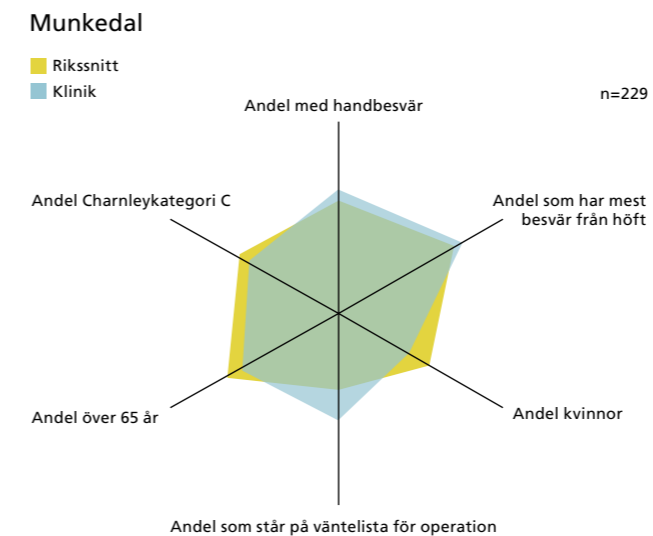 Munkedal
Rikssnitt
Klinik
n=229
Andel med handbesvär
Andel Charnleykategori C
Andel som har mest
besvär från höft
Andel över 65 år
Andel kvinnor
Andel som står på väntelista för operation